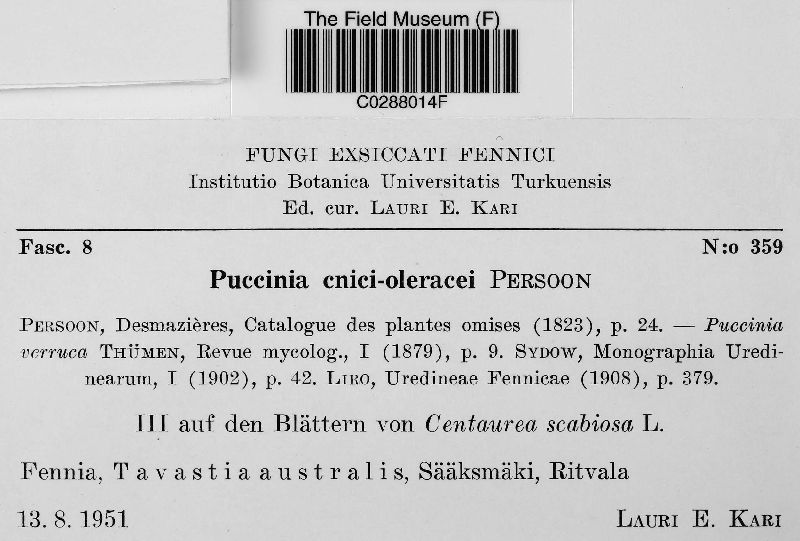 The Field Museum (F)
C0288014F
FUNGI EXSICCATI FENNICI
Institutio Botanica Universitatis Turkuensis
Ed. cur. LAURI E. KARI
Fasc. 8 N:o 359
Puccinia cnici-oleracei PERSOON
PERSOON, Desmazières, Catalogue des plantes omises (1823), p. 24. — Puccinia
verruca THÜMEN, Revue mycolog., I (1879), p. 9. SYDOW, Monographia Uredi-
nearum, I (1902), p. 42. LIRO, Uredineae Fennicae (1908), p. 379.
III auf den Blättern von Centaurea scabiosa L.
Fennia, Tavastia australis, Sääksmäki, Ritvala
13. 8. 1951 LAURI E. KARI